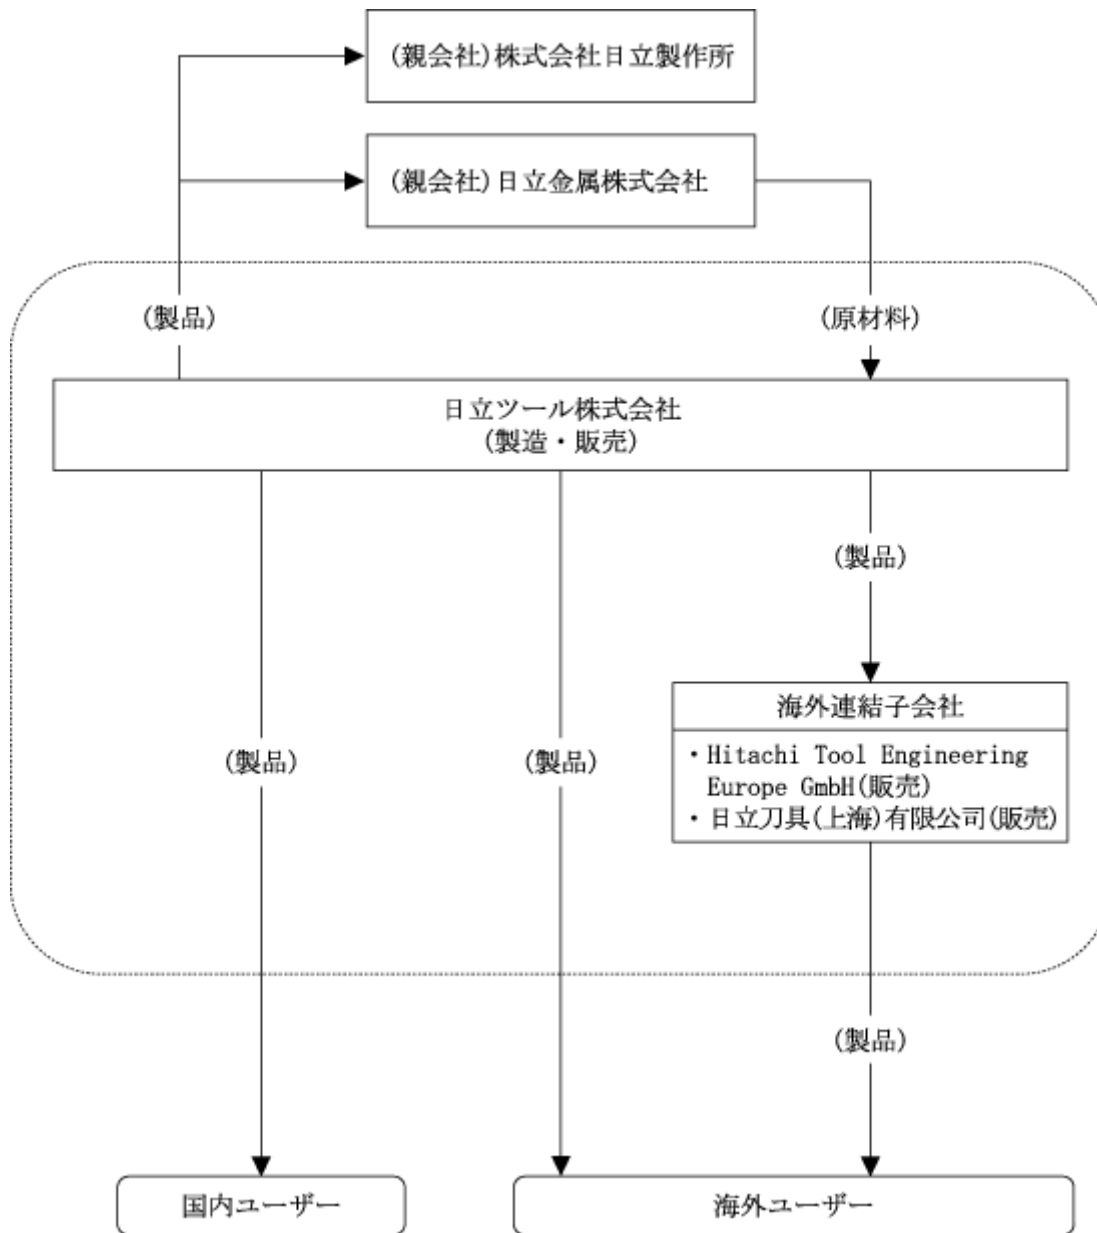 (親会社)株式会社日立製作所
(親会社)日立金属株式会社
(製品)
(原材料)
日立ツール株式会社
(製造・販売)
(製品)
海外連結子会社
・Hitachi Tool Engineering
Europe GmbH(販売)
・日立刀具(上海)有限公司(販売)
(製品)
(製品)
(製品)
国内ユーザー
海外ユーザー